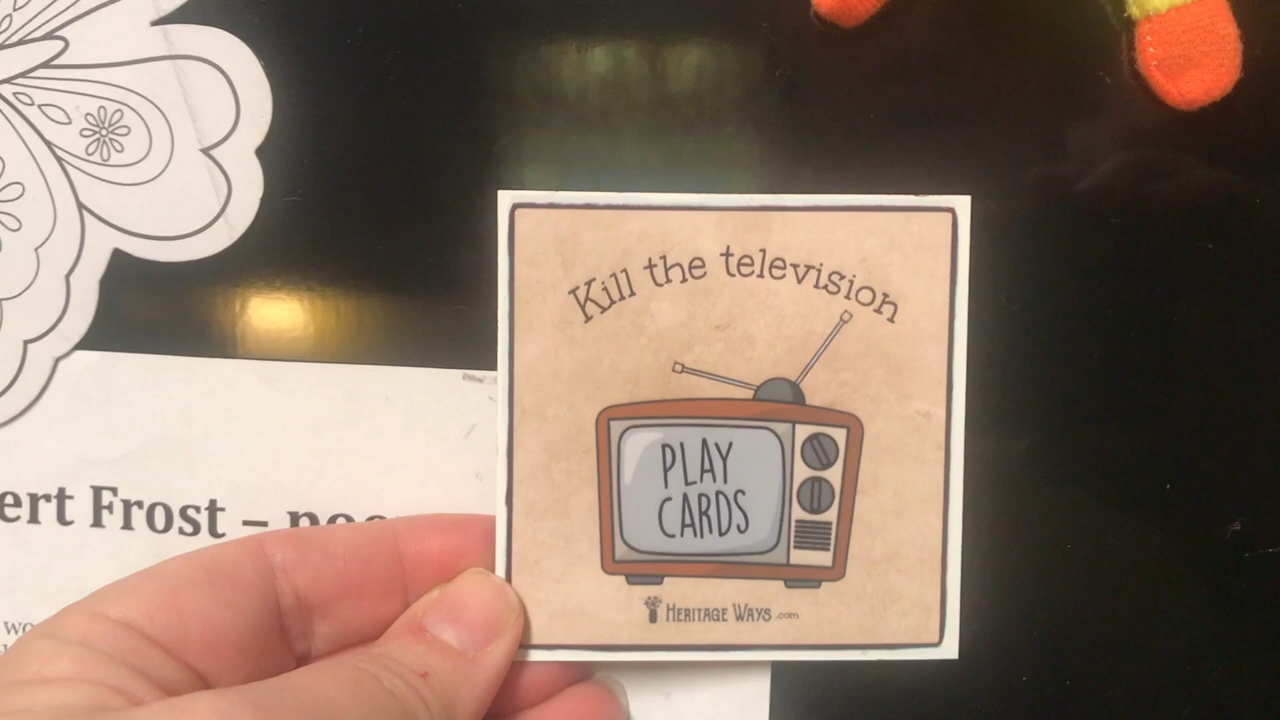 Kill the television
PLAY
CARDS
HERITAGE WAYS.com
ert Frost –